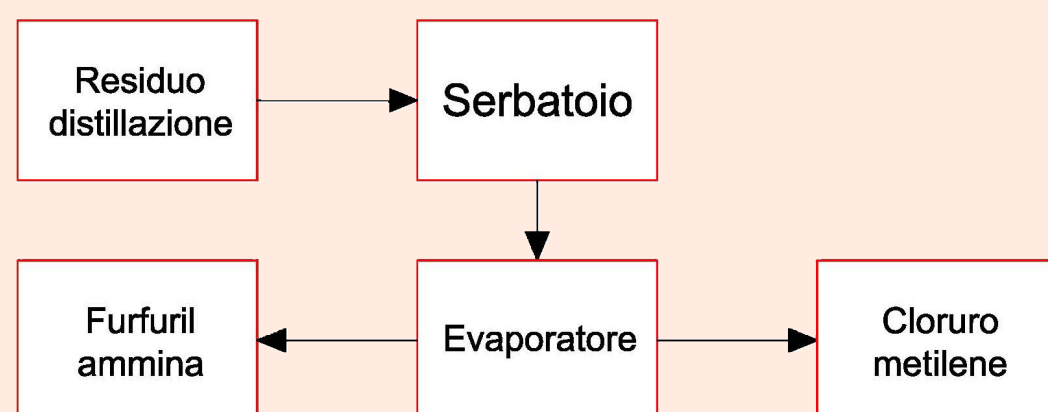 Residuo
distillazione
Serbatoio
Furfuril
ammina
Evaporatore
Cloruro
metilene